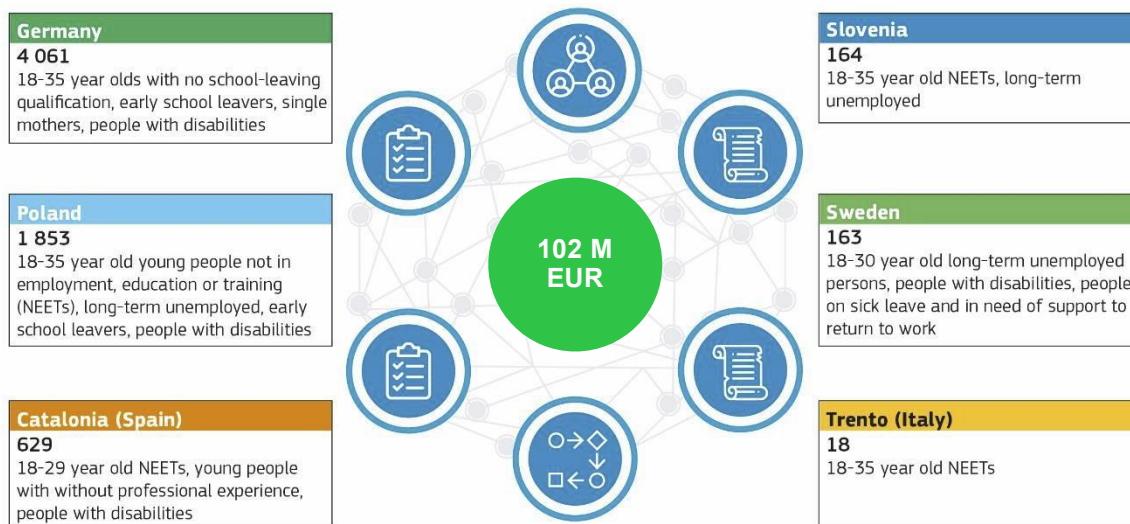 Germany
4 061
18-35 year olds with no school-leaving
qualification, early school leavers, single
mothers, people with disabilities
Poland
1 853
18-35 year old young people not in
employment, education or training
(NEETs), long-term unemployed, early
school leavers, people with disabilities
Catalonia (Spain)
629
18-29 year old NEETs, young people
with without professional experience,
people with disabilities
102 M
EUR
Slovenia
164
18-35 year old NEETs, long-term
unemployed
Sweden
163
18-30 year old long-term unemployed
persons, people with disabilities, people
on sick leave and in need of support to
return to work
Trento (Italy)
18
18-35 year old NEETs